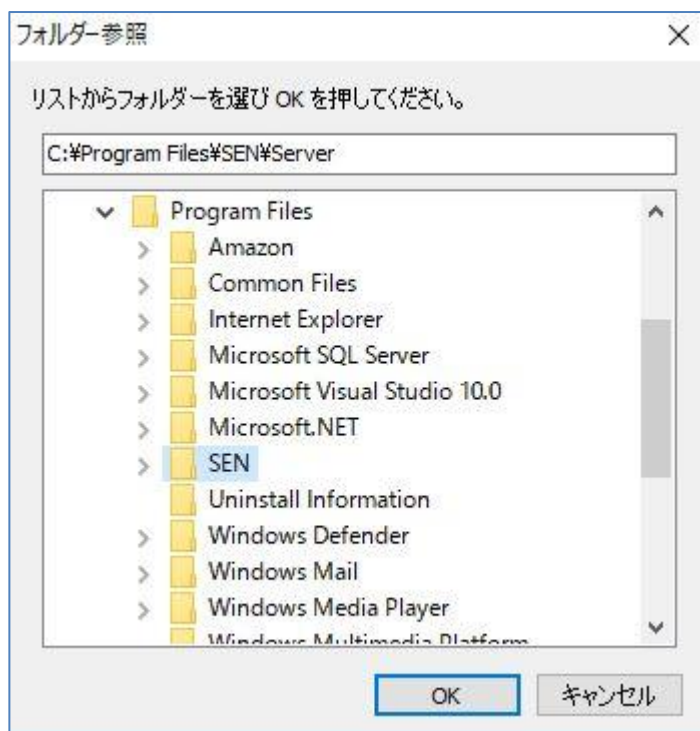 フォルダー参照
リストからフォルダーを選び OK を押してください。
C:¥Program Files¥SEN¥Server
Program Files
Amazon
Common Files
Internet Explorer
Microsoft SQL Server
Microsoft Visual Studio 10.0
Microsoft.NET
SEN
Uninstall Information
Windows Defender
Windows Mail
Windows Media Player
Windows Multimedia Platform
OK キャンセル